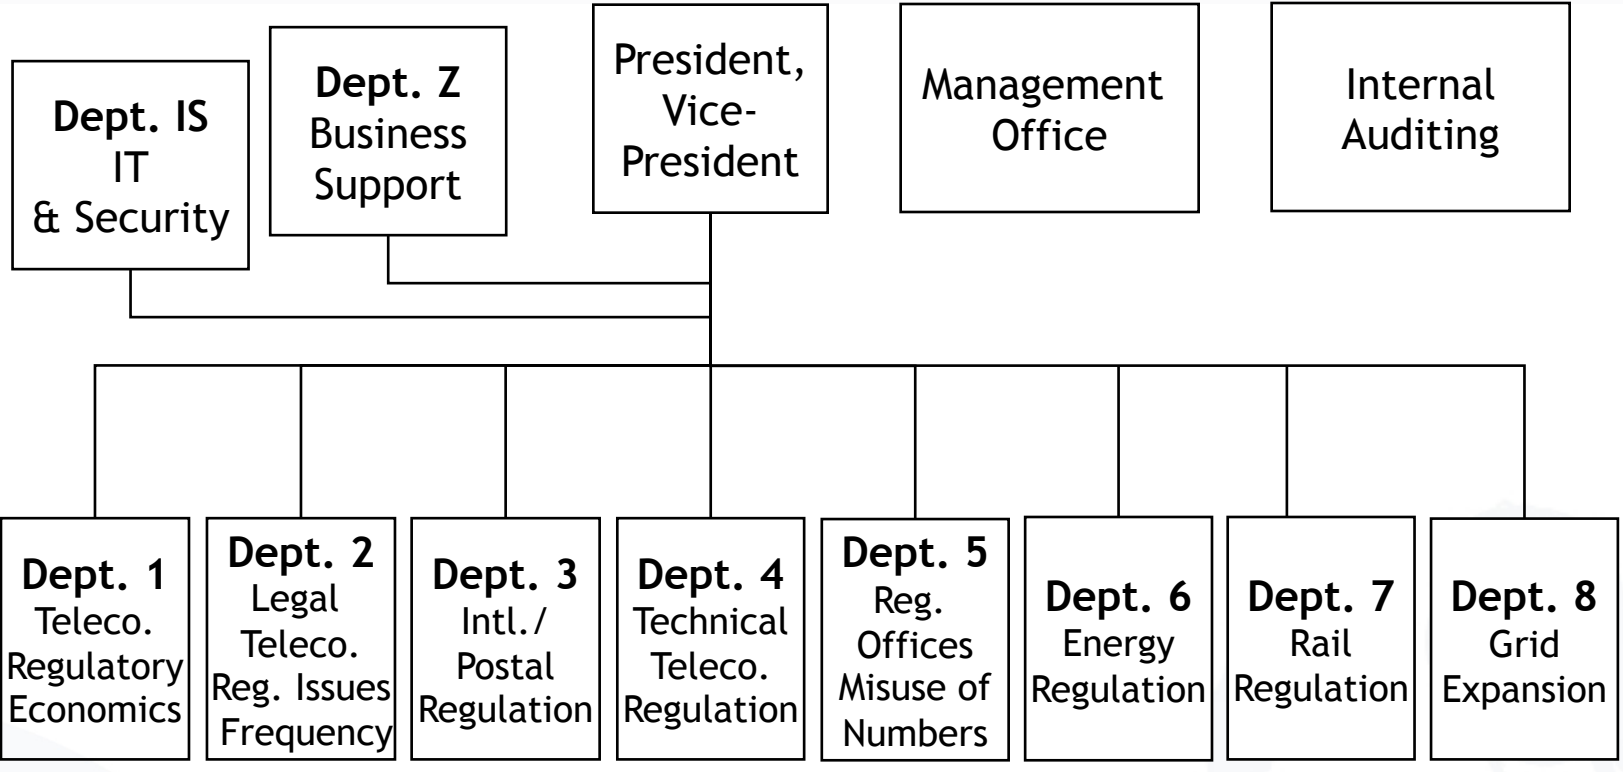 Dept. IS
IT
& Security
Dept. Z
Business
Support
President,
Vice-
President
Management
Office
Internal
Auditing
Dept. 1
Teleco.
Regulatory
Economics
Dept. 2
Legal
Teleco.
Reg. Issues
Frequency
Dept. 3
Intl./
Postal
Regulation
Dept. 4
Technical
Teleco.
Regulation
Dept. 5
Reg.
Offices
Misuse of
Numbers
Dept. 6
Energy
Regulation
Dept. 7
Rail
Regulation
Dept. 8
Grid
Expansion